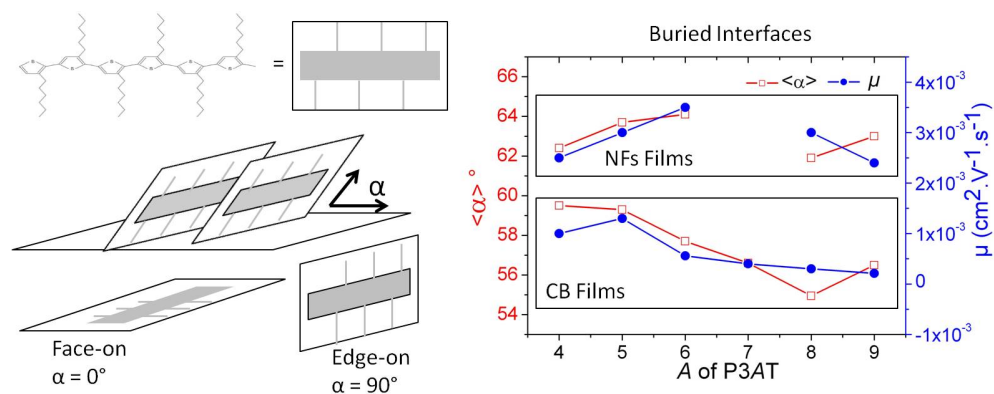 =
α
Face-on
α = 0°
Edge-on
α = 90°
Buried Interfaces
<α> μ
NFs Films
CB Films
<α> °
66
64
62
60
58
56
54
4 5 6 7 8 9
A of P3AT
4x10⁻³
3x10⁻³
2x10⁻³
1x10⁻³
0
-1x10⁻³
μ (cm².V⁻¹.s⁻¹)